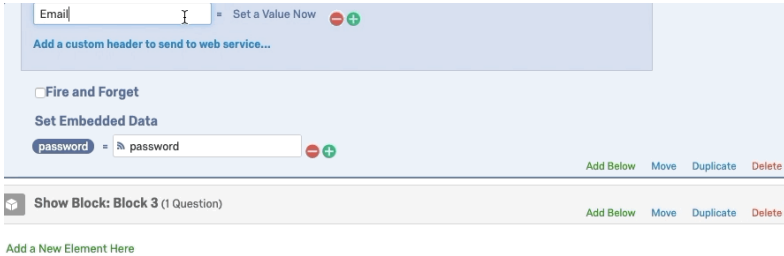 Email = Set a Value Now
Add a custom header to send to web service...
Fire and Forget
Set Embedded Data
password = password
Add Below Move Duplicate Delete
Show Block: Block 3 (1 Question)
Add Below Move Duplicate Delete
Add a New Element Here